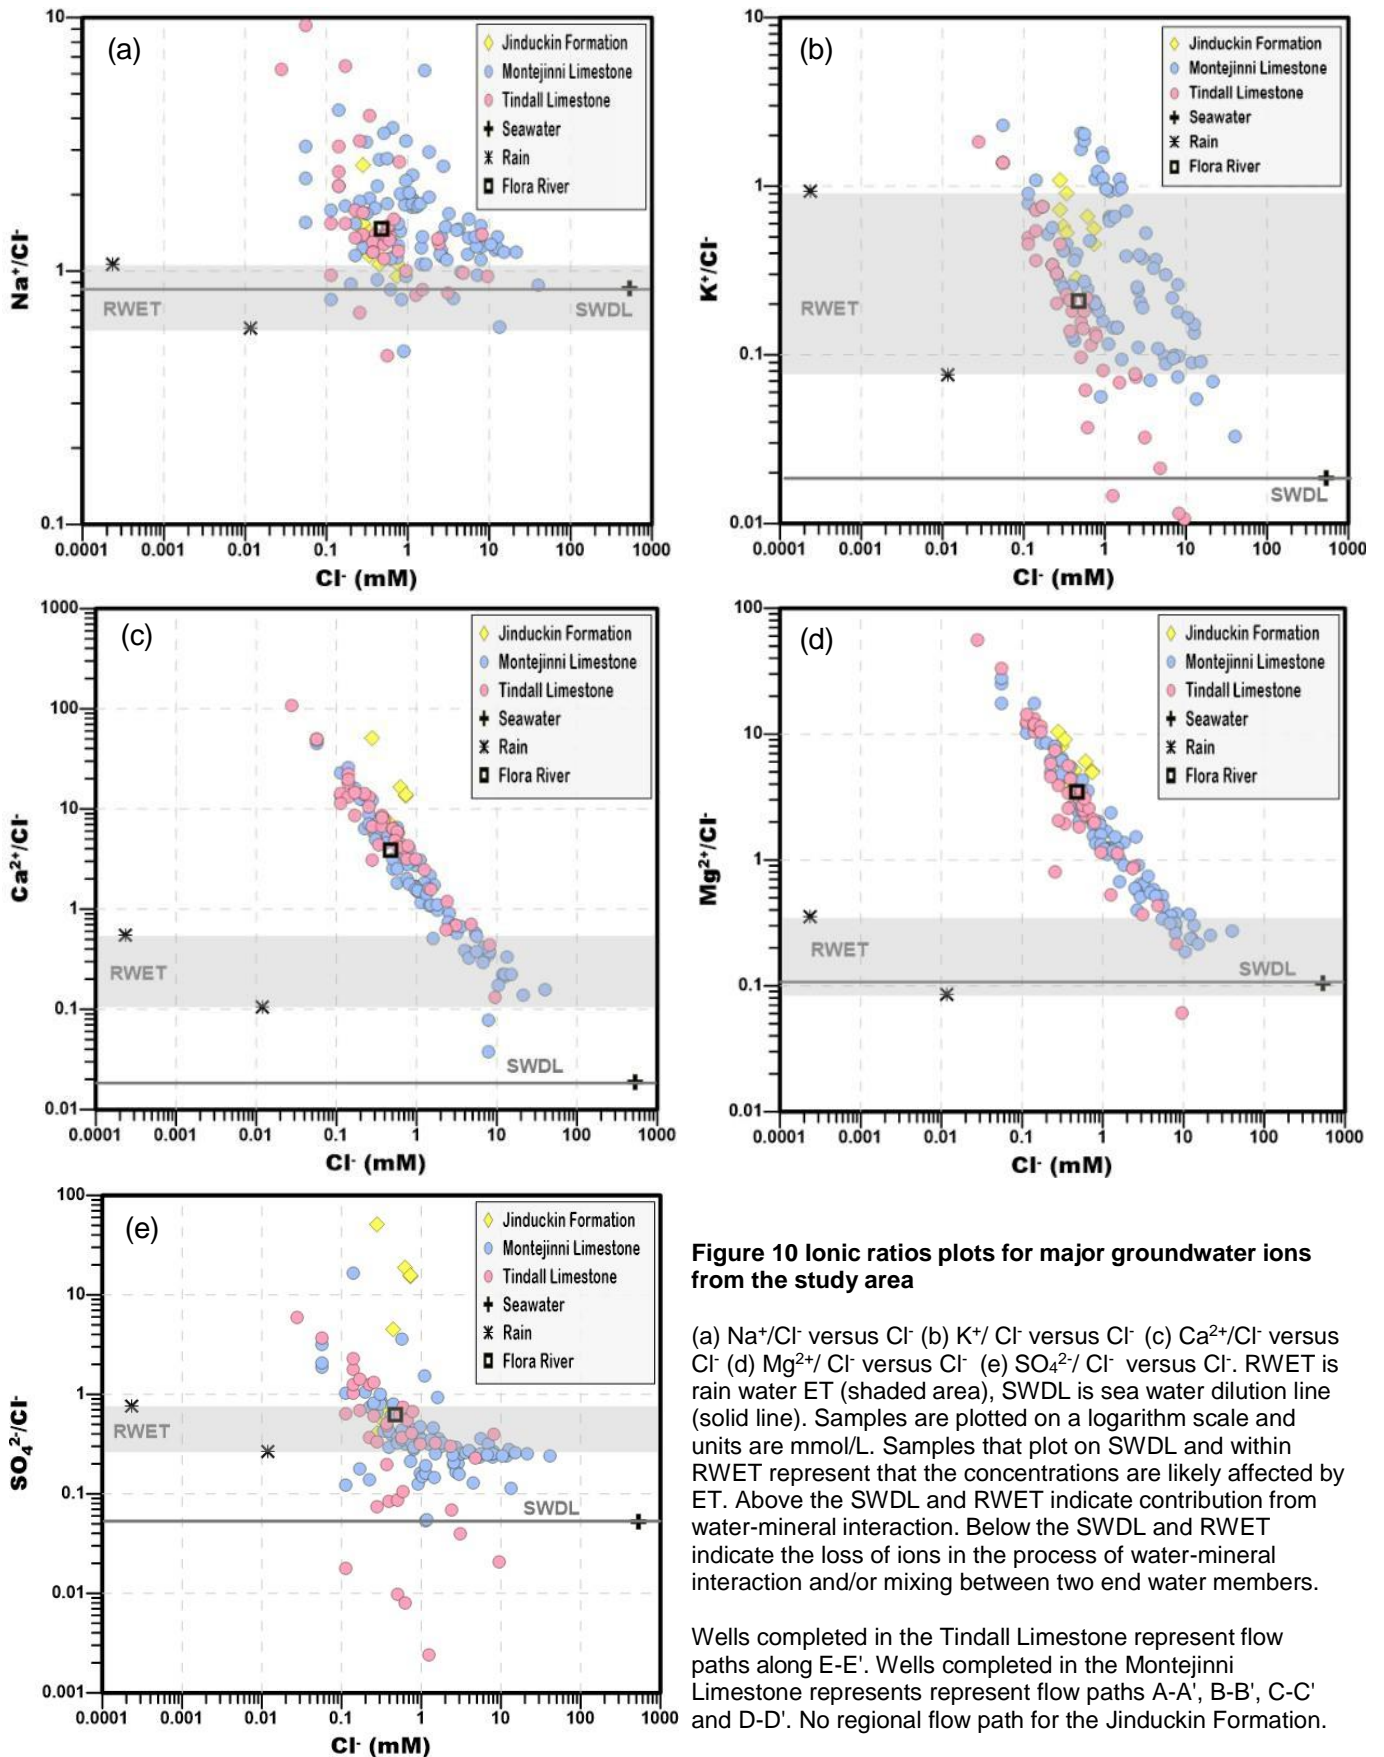 (a)
10
1
0.1
Na⁺/Cl⁻
Jinduckin Formation
Montejinni Limestone
Tindall Limestone
Seawater
Rain
Flora River
RWET
SWDL
0.0001 0.001 0.01 0.1 1 10 100 1000
Cl⁻ (mM)
(b)
10
1
0.1
0.01
K⁺/Cl⁻
Jinduckin Formation
Montejinni Limestone
Tindall Limestone
Seawater
Rain
Flora River
RWET
SWDL
0.0001 0.001 0.01 0.1 1 10 100 1000
Cl⁻ (mM)
(c)
1000
100
10
1
0.1
0.01
Ca²⁺/Cl⁻
Jinduckin Formation
Montejinni Limestone
Tindall Limestone
Seawater
Rain
Flora River
RWET
SWDL
0.0001 0.001 0.01 0.1 1 10 100 1000
Cl⁻ (mM)
(d)
100
10
1
0.1
0.01
Mg²⁺/Cl⁻
Jinduckin Formation
Montejinni Limestone
Tindall Limestone
Seawater
Rain
Flora River
RWET
SWDL
0.0001 0.001 0.01 0.1 1 10 100 1000
Cl⁻ (mM)
(e)
100
10
1
0.1
0.01
0.001
SO₄²⁻/Cl⁻
Jinduckin Formation
Montejinni Limestone
Tindall Limestone
Seawater
Rain
Flora River
RWET
SWDL
0.0001 0.001 0.01 0.1 1 10 100 1000
Cl⁻ (mM)
Figure 10 Ionic ratios plots for major groundwater ions
from the study area
(a) Na⁺/Cl⁻ versus Cl⁻ (b) K⁺/ Cl⁻ versus Cl⁻ (c) Ca²⁺/Cl⁻ versus
Cl⁻ (d) Mg²⁺/ Cl⁻ versus Cl⁻ (e) SO₄²⁻/ Cl⁻ versus Cl⁻. RWET is
rain water ET (shaded area), SWDL is sea water dilution line
(solid line). Samples are plotted on a logarithm scale and
units are mmol/L. Samples that plot on SWDL and within
RWET represent that the concentrations are likely affected by
ET. Above the SWDL and RWET indicate contribution from
water-mineral interaction. Below the SWDL and RWET
indicate the loss of ions in the process of water-mineral
interaction and/or mixing between two end water members.
Wells completed in the Tindall Limestone represent flow
paths along E-E'. Wells completed in the Montejinni
Limestone represents represent flow paths A-A', B-B', C-C'
and D-D'. No regional flow path for the Jinduckin Formation.